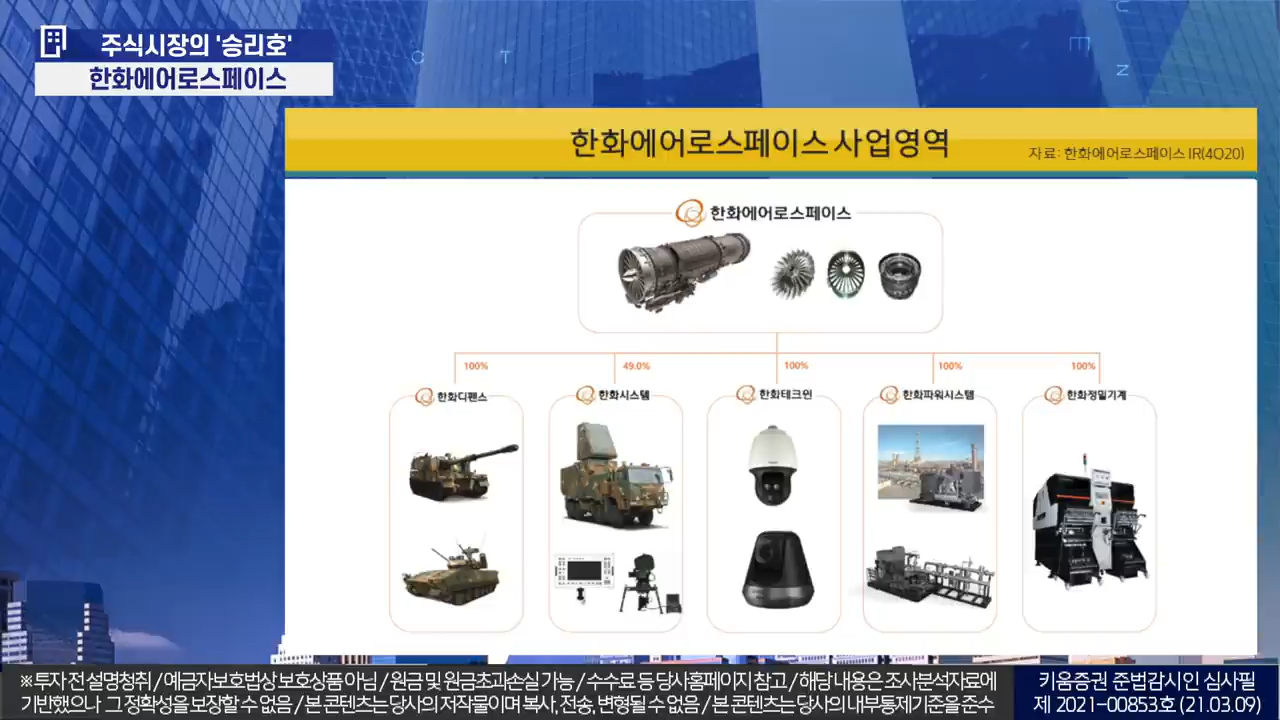 주식시장의 '승리호'
한화에어로스페이스
한화에어로스페이스 사업영역
자료: 한화에어로스페이스 IR(4Q20)
한화에어로스페이스
100%
49.0%
100%
100%
100%
한화디펜스
한화시스템
한화테크윈
한화파워시스템
한화정밀기계
※ 투자 전 설명청취 / 예금자보호법상 보호상품 아님 / 원금 및 원금초과손실 가능 / 수수료 등 당사홈페이지 참고 / 해당 내용은 조사분석자료에
기반했으나 그 정확성을 보장할 수 없음 / 본 콘텐츠는 당사의 저작물이며 복사, 전송, 변형될 수 없음 / 본 콘텐츠는 당사의 내부통제기준을 준수
키움증권 준법감시인 심사필
제 2021-00853호 (21.03.09)